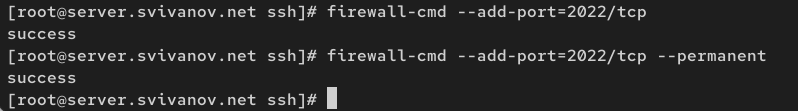 [root@server.svivanov.net ssh]# firewall-cmd --add-port=2022/tcp
success
[root@server.svivanov.net ssh]# firewall-cmd --add-port=2022/tcp --permanent
success
[root@server.svivanov.net ssh]#